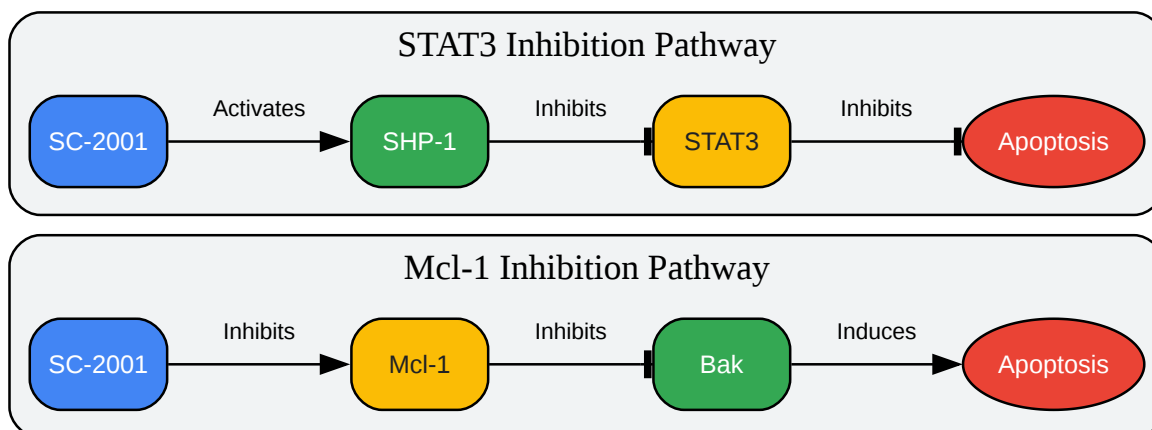 STAT3 Inhibition Pathway
Activates
Inhibits
Inhibits
SC-2001
SHP-1
STAT3
Apoptosis
Mcl-1 Inhibition Pathway
Inhibits
Inhibits
Induces
SC-2001
Mcl-1
Bak
Apoptosis